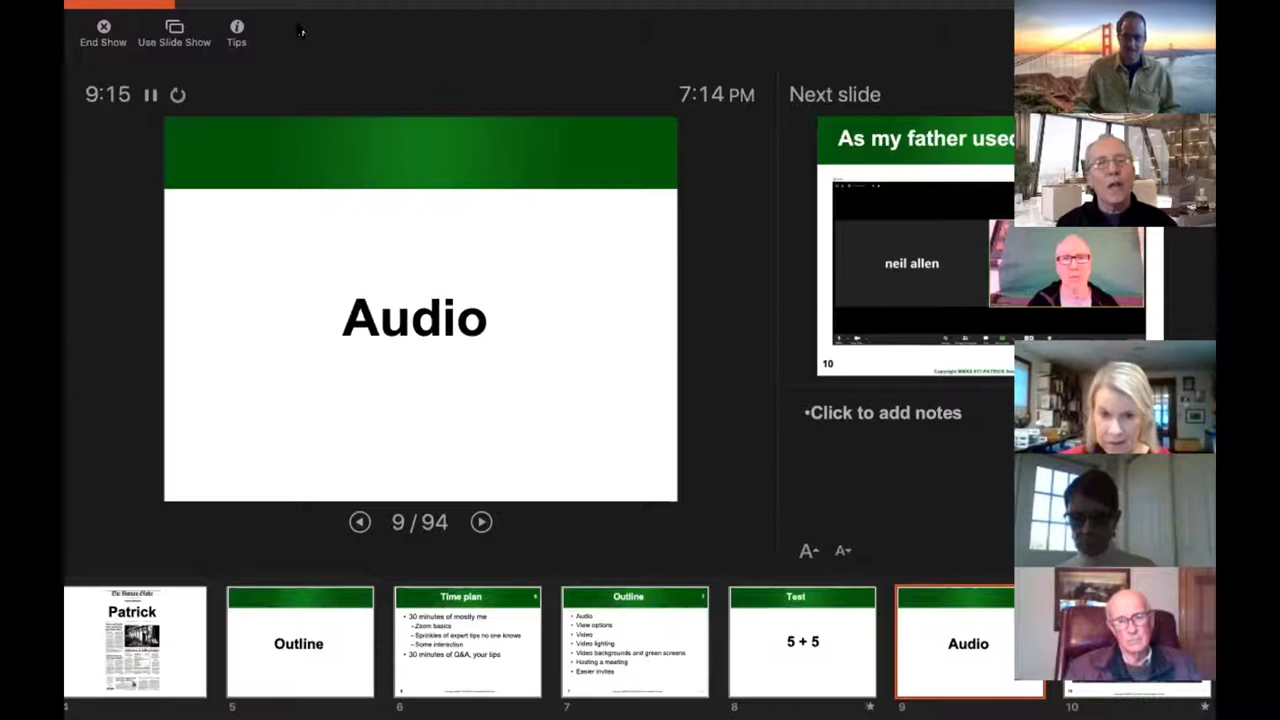 End Show
Use Slide Show
Tips
9:15
7:14 PM
Next slide
Audio
As my father used
neil allen
10
•Click to add notes
9 / 94
A
A
Patrick
Outline
Time plan
6
• 30 minutes of mostly me
–Zoom basics
–Sprinkles of expert tips no one knows
–Some interaction
• 30 minutes of Q&A, your tips
Outline
7
• Audio
• View options
• Video
• Video lighting
• Video backgrounds and green screens
• Hosting a meeting
• Easier invites
Test
5 + 5
Audio
4
5
6
7
8
9
10